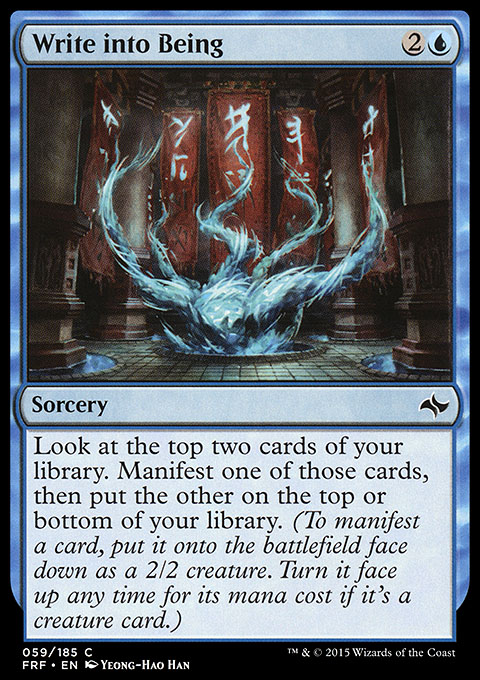 Write into Being 2
Sorcery
Look at the top two cards of your
library. Manifest one of those cards,
then put the other on the top or
bottom of your library. (To manifest
a card, put it onto the battlefield face
down as a 2/2 creature. Turn it face
up any time for its mana cost if it's a
creature card.)
059/185 C
FRF • EN Yeong-Hao Han
™ & © 2015 Wizards of the Coast